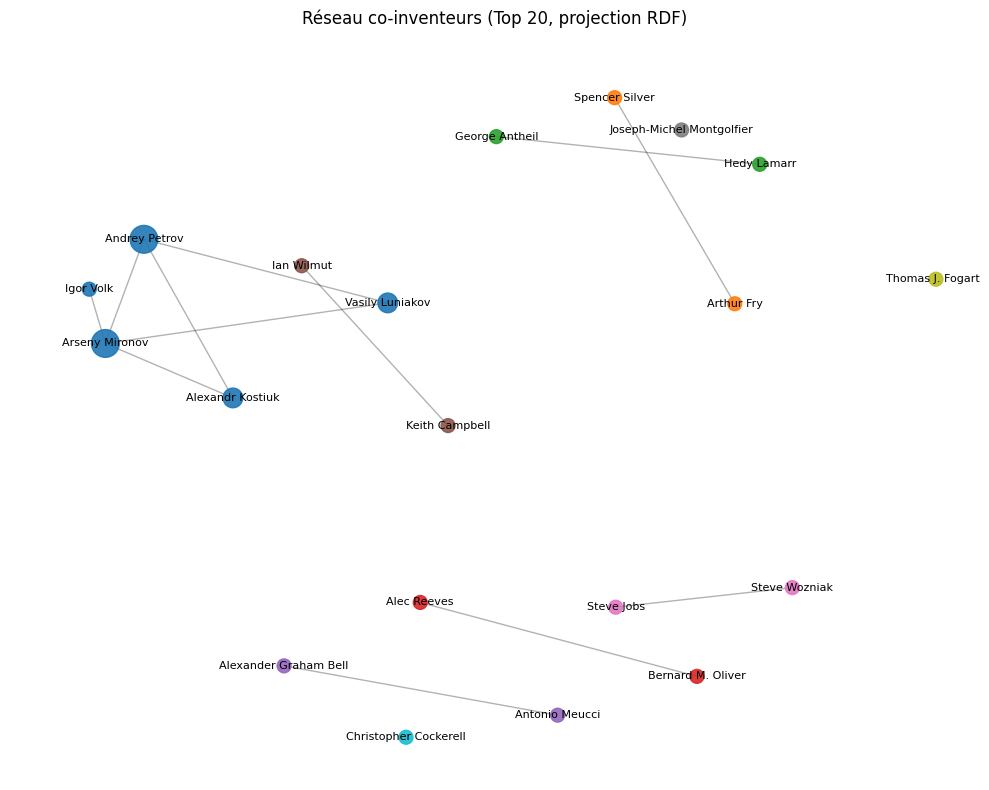 Réseau co-inventeurs (Top 20, projection RDF)
Spencer Silver
Joseph-Michel Montgolfier
George Antheil
Hedy Lamarr
Andrey Petrov
Ian Wilmut
Thomas J. Fogart
Igor Volk
Vasily Luniakov
Arthur Fry
Arseny Mironov
Alexandr Kostiuk
Keith Campbell
Steve Wozniak
Alec Reeves
Steve Jobs
Alexander Graham Bell
Bernard M. Oliver
Antonio Meucci
Christopher Cockerell